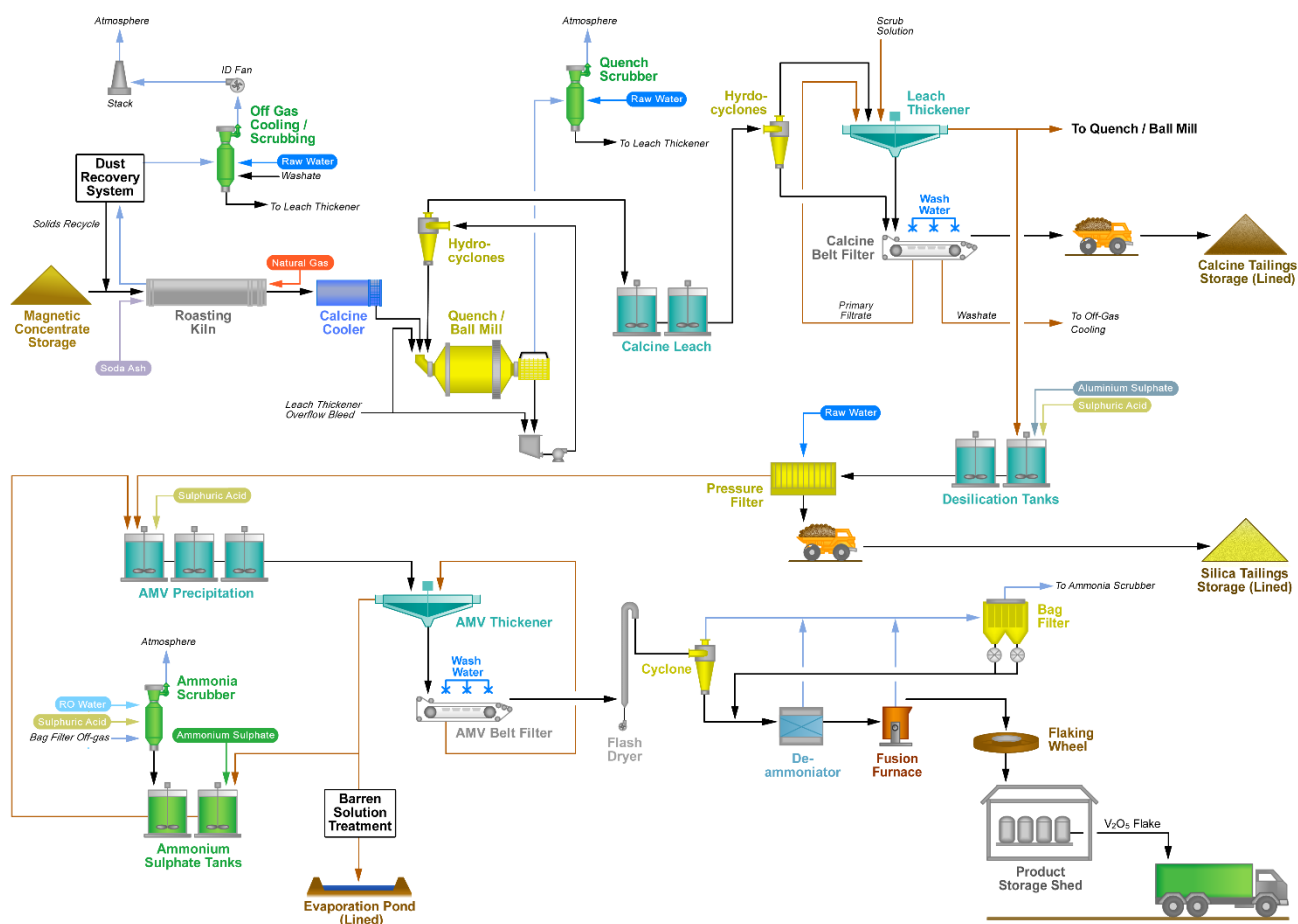 Atmosphere
ID Fan
Stack
Off Gas
Cooling /
Scrubbing
Raw Water
Washate
To Leach Thickener
Dust
Recovery
System
Solids Recycle
Natural Gas
Magnetic
Concentrate
Storage
Roasting
Kiln
Soda Ash
Calcine
Cooler
Hydro-
cyclones
Quench /
Ball Mill
Leach Thickener
Overflow Bleed
Atmosphere
Quench
Scrubber
Raw Water
To Leach Thickener
Calcine Leach
Hyrdo-
cyclones
Scrub
Solution
Leach
Thickener
To Quench / Ball Mill
Wash
Water
Calcine
Belt Filter
Primary
Filtrate
Washate
To Off-Gas
Cooling
Calcine Tailings
Storage (Lined)
Aluminium Sulphate
Sulphuric Acid
Desilication Tanks
Raw Water
Pressure
Filter
Silica Tailings
Storage (Lined)
Sulphuric Acid
AMV Precipitation
AMV Thickener
Wash
Water
AMV Belt Filter
Atmosphere
Ammonia
Scrubber
RO Water
Sulphuric Acid
Bag Filter Off-gas
Ammonium Sulphate
Ammonium
Sulphate Tanks
Barren
Solution
Treatment
Evaporation Pond
(Lined)
Flash
Dryer
Cyclone
To Ammonia Scrubber
Bag
Filter
De-
ammoniator
Fusion
Furnace
Flaking
Wheel
V₂O₅ Flake
Product
Storage Shed